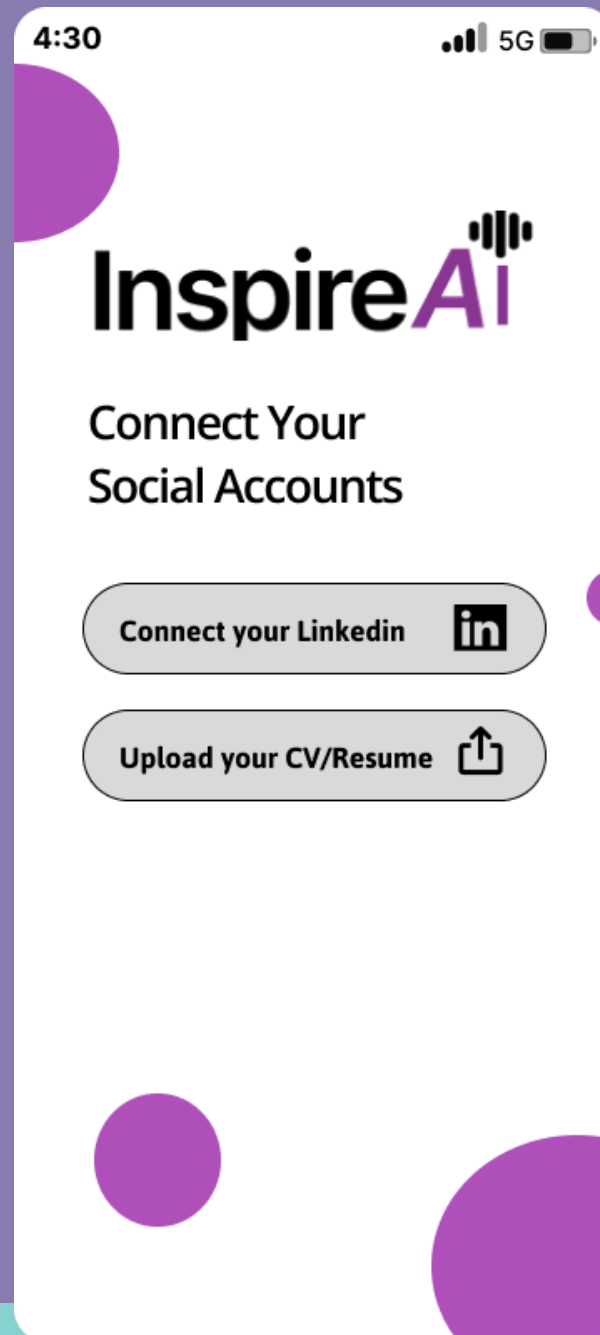 4:30 5G
InspireAi
Connect Your
Social Accounts
Connect your Linkedin in
Upload your CV/Resume